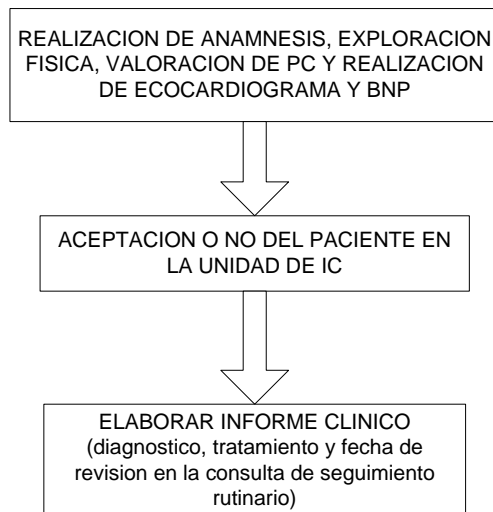 REALIZACION DE ANAMNESIS, EXPLORACION
FISICA, VALORACION DE PC Y REALIZACION
DE ECOCARDIOGRAMA Y BNP
ACEPTACION O NO DEL PACIENTE EN
LA UNIDAD DE IC
ELABORAR INFORME CLINICO
(diagnostico, tratamiento y fecha de
revision en la consulta de seguimiento
rutinario)